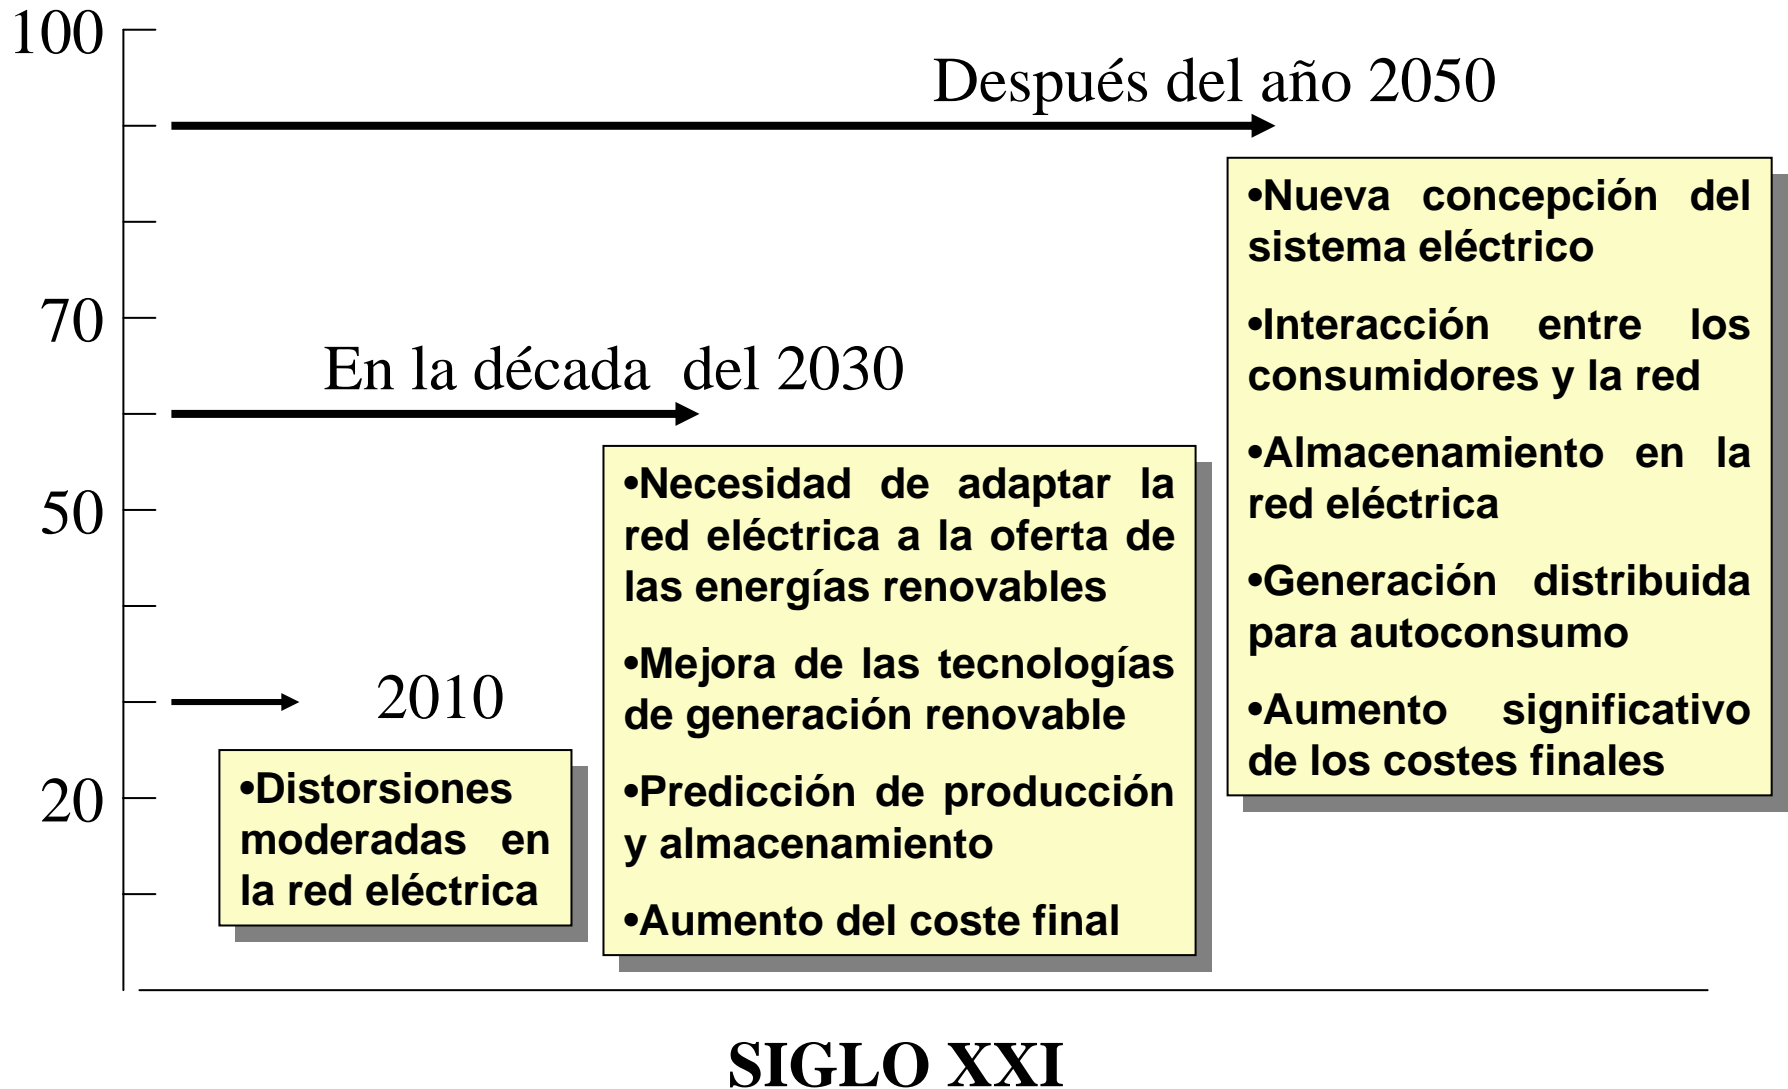 100
Después del año 2050
•Nueva concepción del
sistema eléctrico
•Interacción entre los
consumidores y la red
•Almacenamiento en la
red eléctrica
•Generación distribuida
para autoconsumo
•Aumento significativo
de los costes finales
70
En la década del 2030
50
•Necesidad de adaptar la
red eléctrica a la oferta de
las energías renovables
•Mejora de las tecnologías
de generación renovable
•Predicción de producción
y almacenamiento
•Aumento del coste final
2010
20
•Distorsiones
moderadas en
la red eléctrica
SIGLO XXI